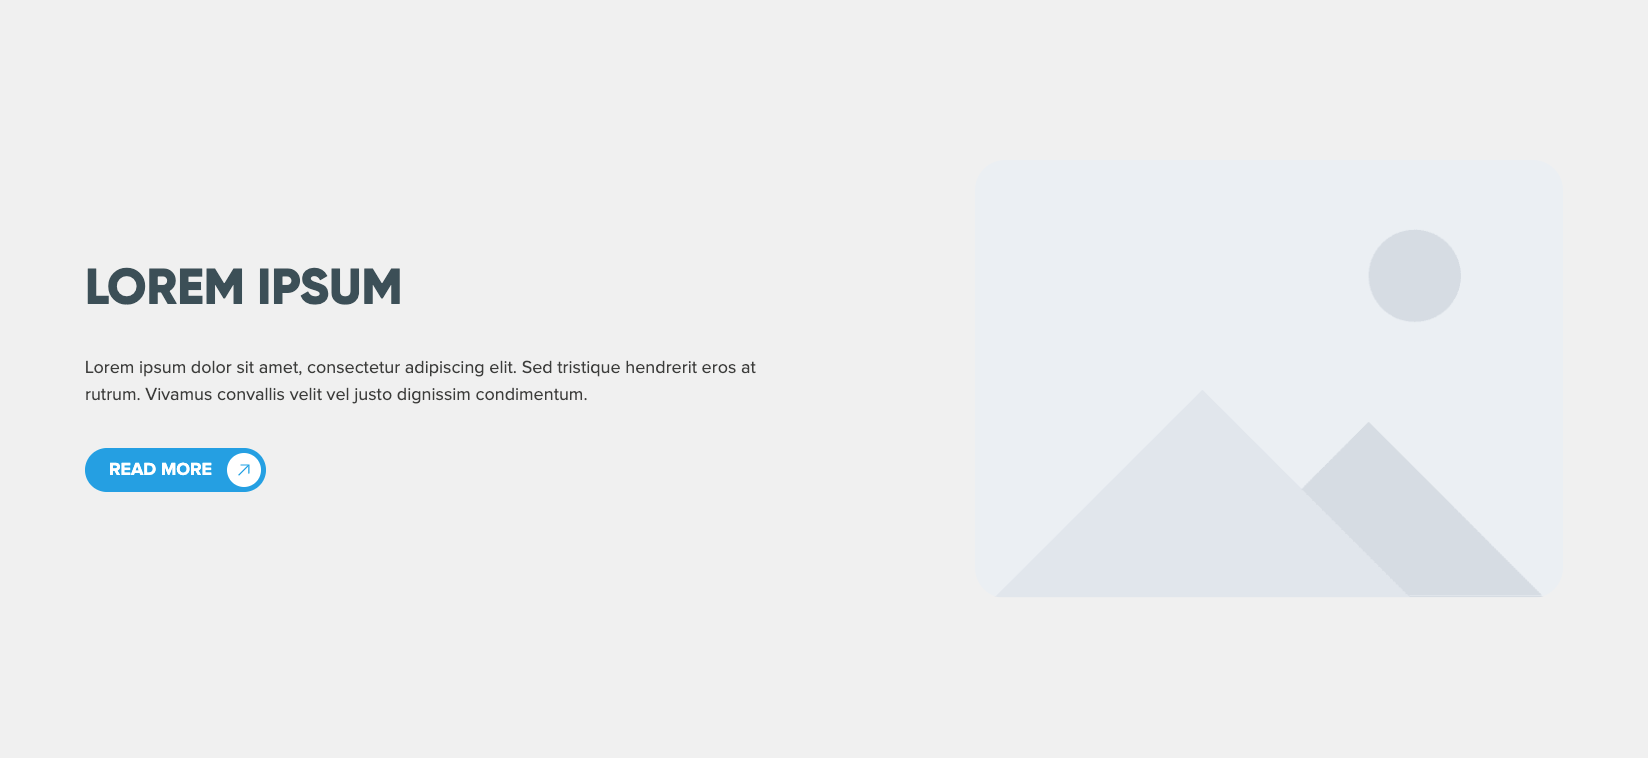 LOREM IPSUM
Lorem ipsum dolor sit amet, consectetur adipiscing elit. Sed tristique hendrerit eros at
rutrum. Vivamus convallis velit vel justo dignissim condimentum.
READ MORE